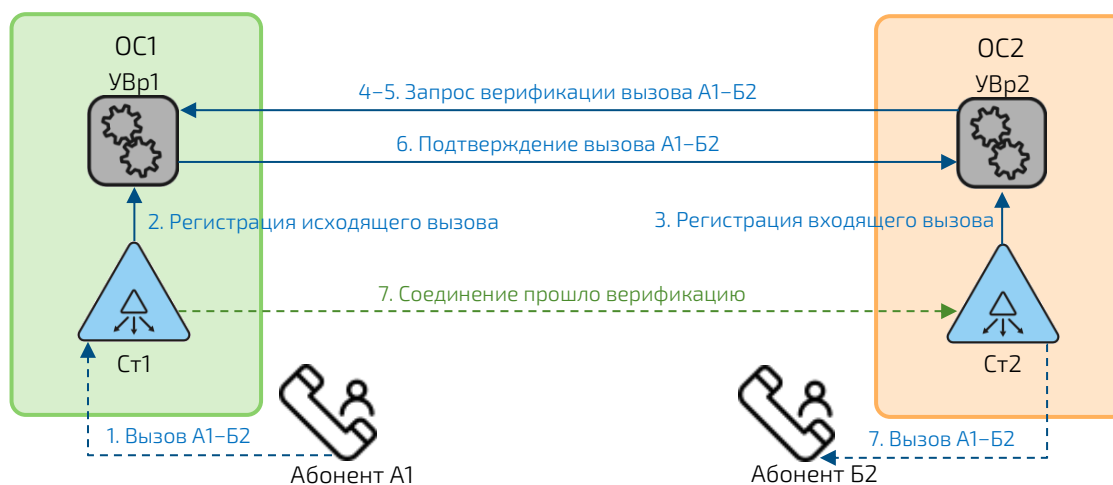 ОС1
УВр1
ОС2
УВр2
4–5. Запрос верификации вызова А1–Б2
6. Подтверждение вызова А1–Б2
2. Регистрация исходящего вызова
3. Регистрация входящего вызова
7. Соединение прошло верификацию
Ст1
Ст2
1. Вызов А1–Б2
7. Вызов А1–Б2
Абонент А1
Абонент Б2